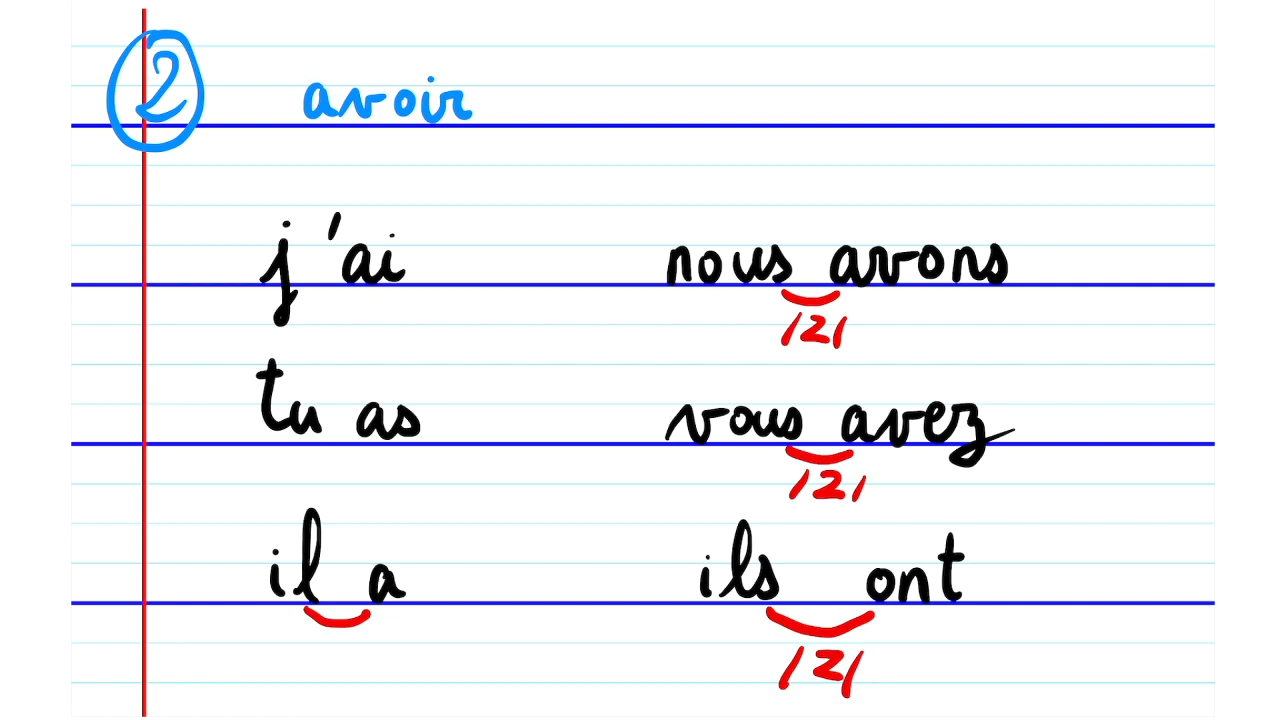 2 avoir
j'ai nous avons
/z/
tu as vous avez
/z/
il a ils ont
/z/